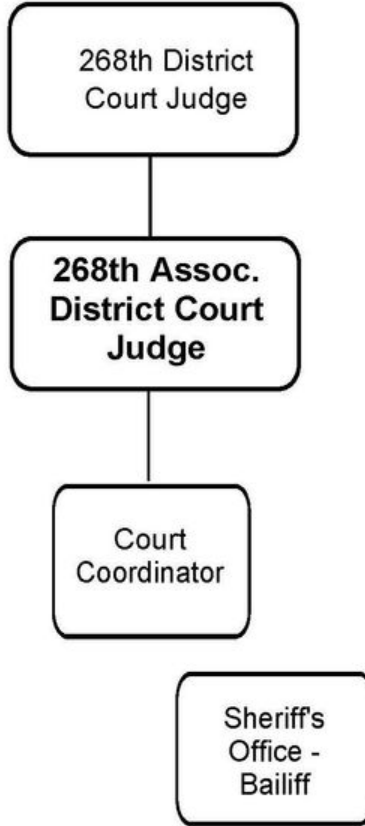 268th District
Court Judge
268th Assoc.
District Court
Judge
Court
Coordinator
Sheriff's
Office -
Bailiff